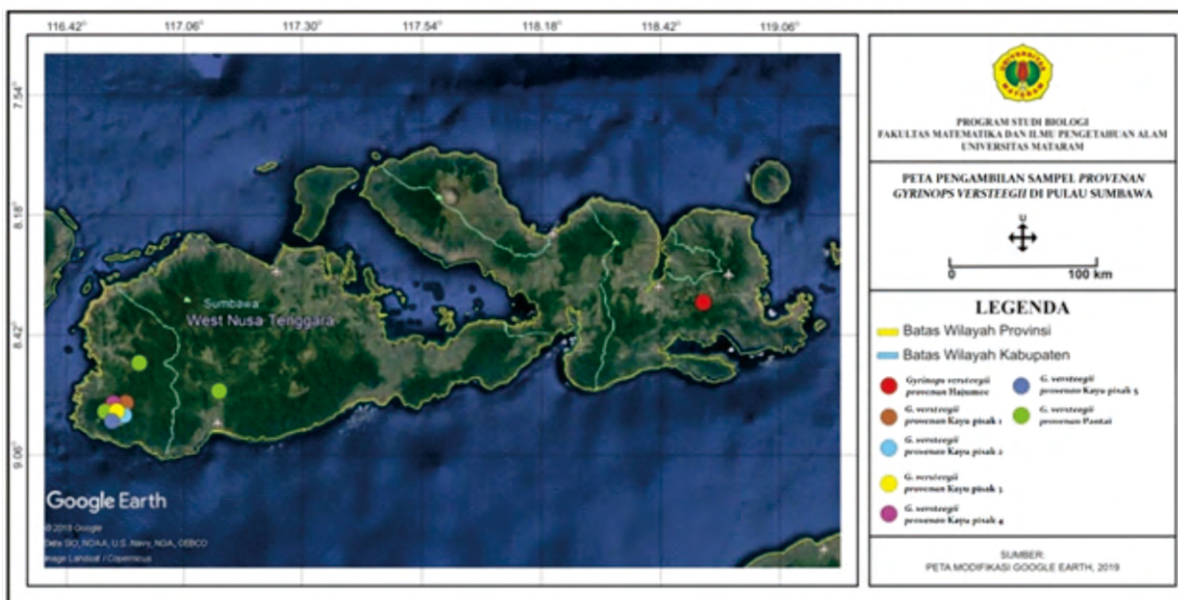 116.42° 117.06° 117.30° 117.54° 118.18° 118.42° 119.06°
7.54°
8.18°
8.42°
9.06°
Sumbawa
West Nusa Tenggara
Google Earth
© 2018 Google
Data SIO, NOAA, U.S. Navy, NGA, GEBCO
Image Landsat / Copernicus
UNIVERSITAS
MATARAM
PROGRAM STUDI BIOLOGI
FAKULTAS MATEMATIKA DAN ILMU PENGETAHUAN ALAM
UNIVERSITAS MATARAM
PETA PENGAMBILAN SAMPEL PROVENAN
GYRINOPS VERSTEEGII DI PULAU SUMBAWA
U
0 100 km
LEGENDA
Batas Wilayah Provinsi
Batas Wilayah Kabupaten
Gyrinops versteegii
provenan
G. versteegii
provenan Kayu pisak 1
G. versteegii
provenan Kayu pisak 2
G. versteegii
provenan Kayu pisak 3
G. versteegii
provenan Kayu pisak 4
G. versteegii
provenan Kayu pisak 5
G. versteegii
provenan Pantai
SUMBER:
PETA MODIFIKASI GOOGLE EARTH, 2019